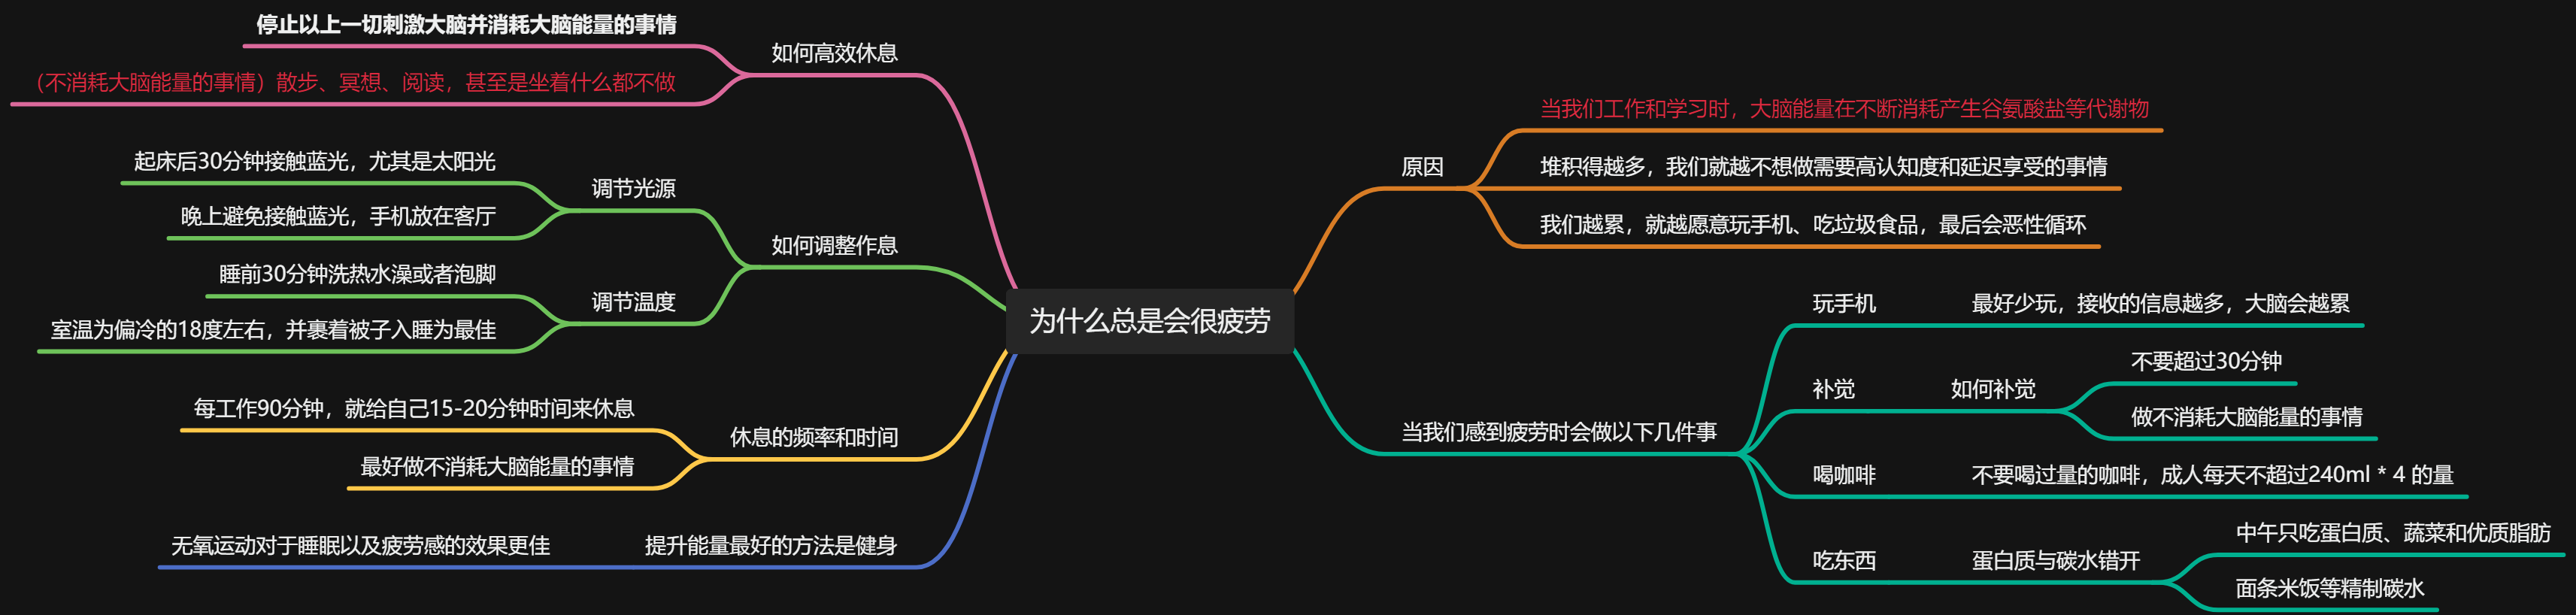 为什么总是会很疲劳
原因
当我们工作和学习时，大脑能量在不断消耗产生谷氨酸盐等代谢物
堆积得越多，我们就越不想做需要高认知度和延迟享受的事情
我们越累，就越愿意玩手机、吃垃圾食品，最后会恶性循环
当我们感到疲劳时会做以下几件事
玩手机
最好少玩，接收的信息越多，大脑会越累
补觉
如何补觉
不要超过30分钟
做不消耗大脑能量的事情
喝咖啡
不要喝过量的咖啡，成人每天不超过240ml * 4 的量
吃东西
蛋白质与碳水错开
中午只吃蛋白质、蔬菜和优质脂肪
面条米饭等精制碳水
如何高效休息
停止以上一切刺激大脑并消耗大脑能量的事情
（不消耗大脑能量的事情）散步、冥想、阅读，甚至是坐着什么都不做
如何调整作息
调节光源
起床后30分钟接触蓝光，尤其是太阳光
晚上避免接触蓝光，手机放在客厅
调节温度
睡前30分钟洗热水澡或者泡脚
室温为偏冷的18度左右，并裹着被子入睡为最佳
休息的频率和时间
每工作90分钟，就给自己15-20分钟时间来休息
最好做不消耗大脑能量的事情
提升能量最好的方法是健身
无氧运动对于睡眠以及疲劳感的效果更佳